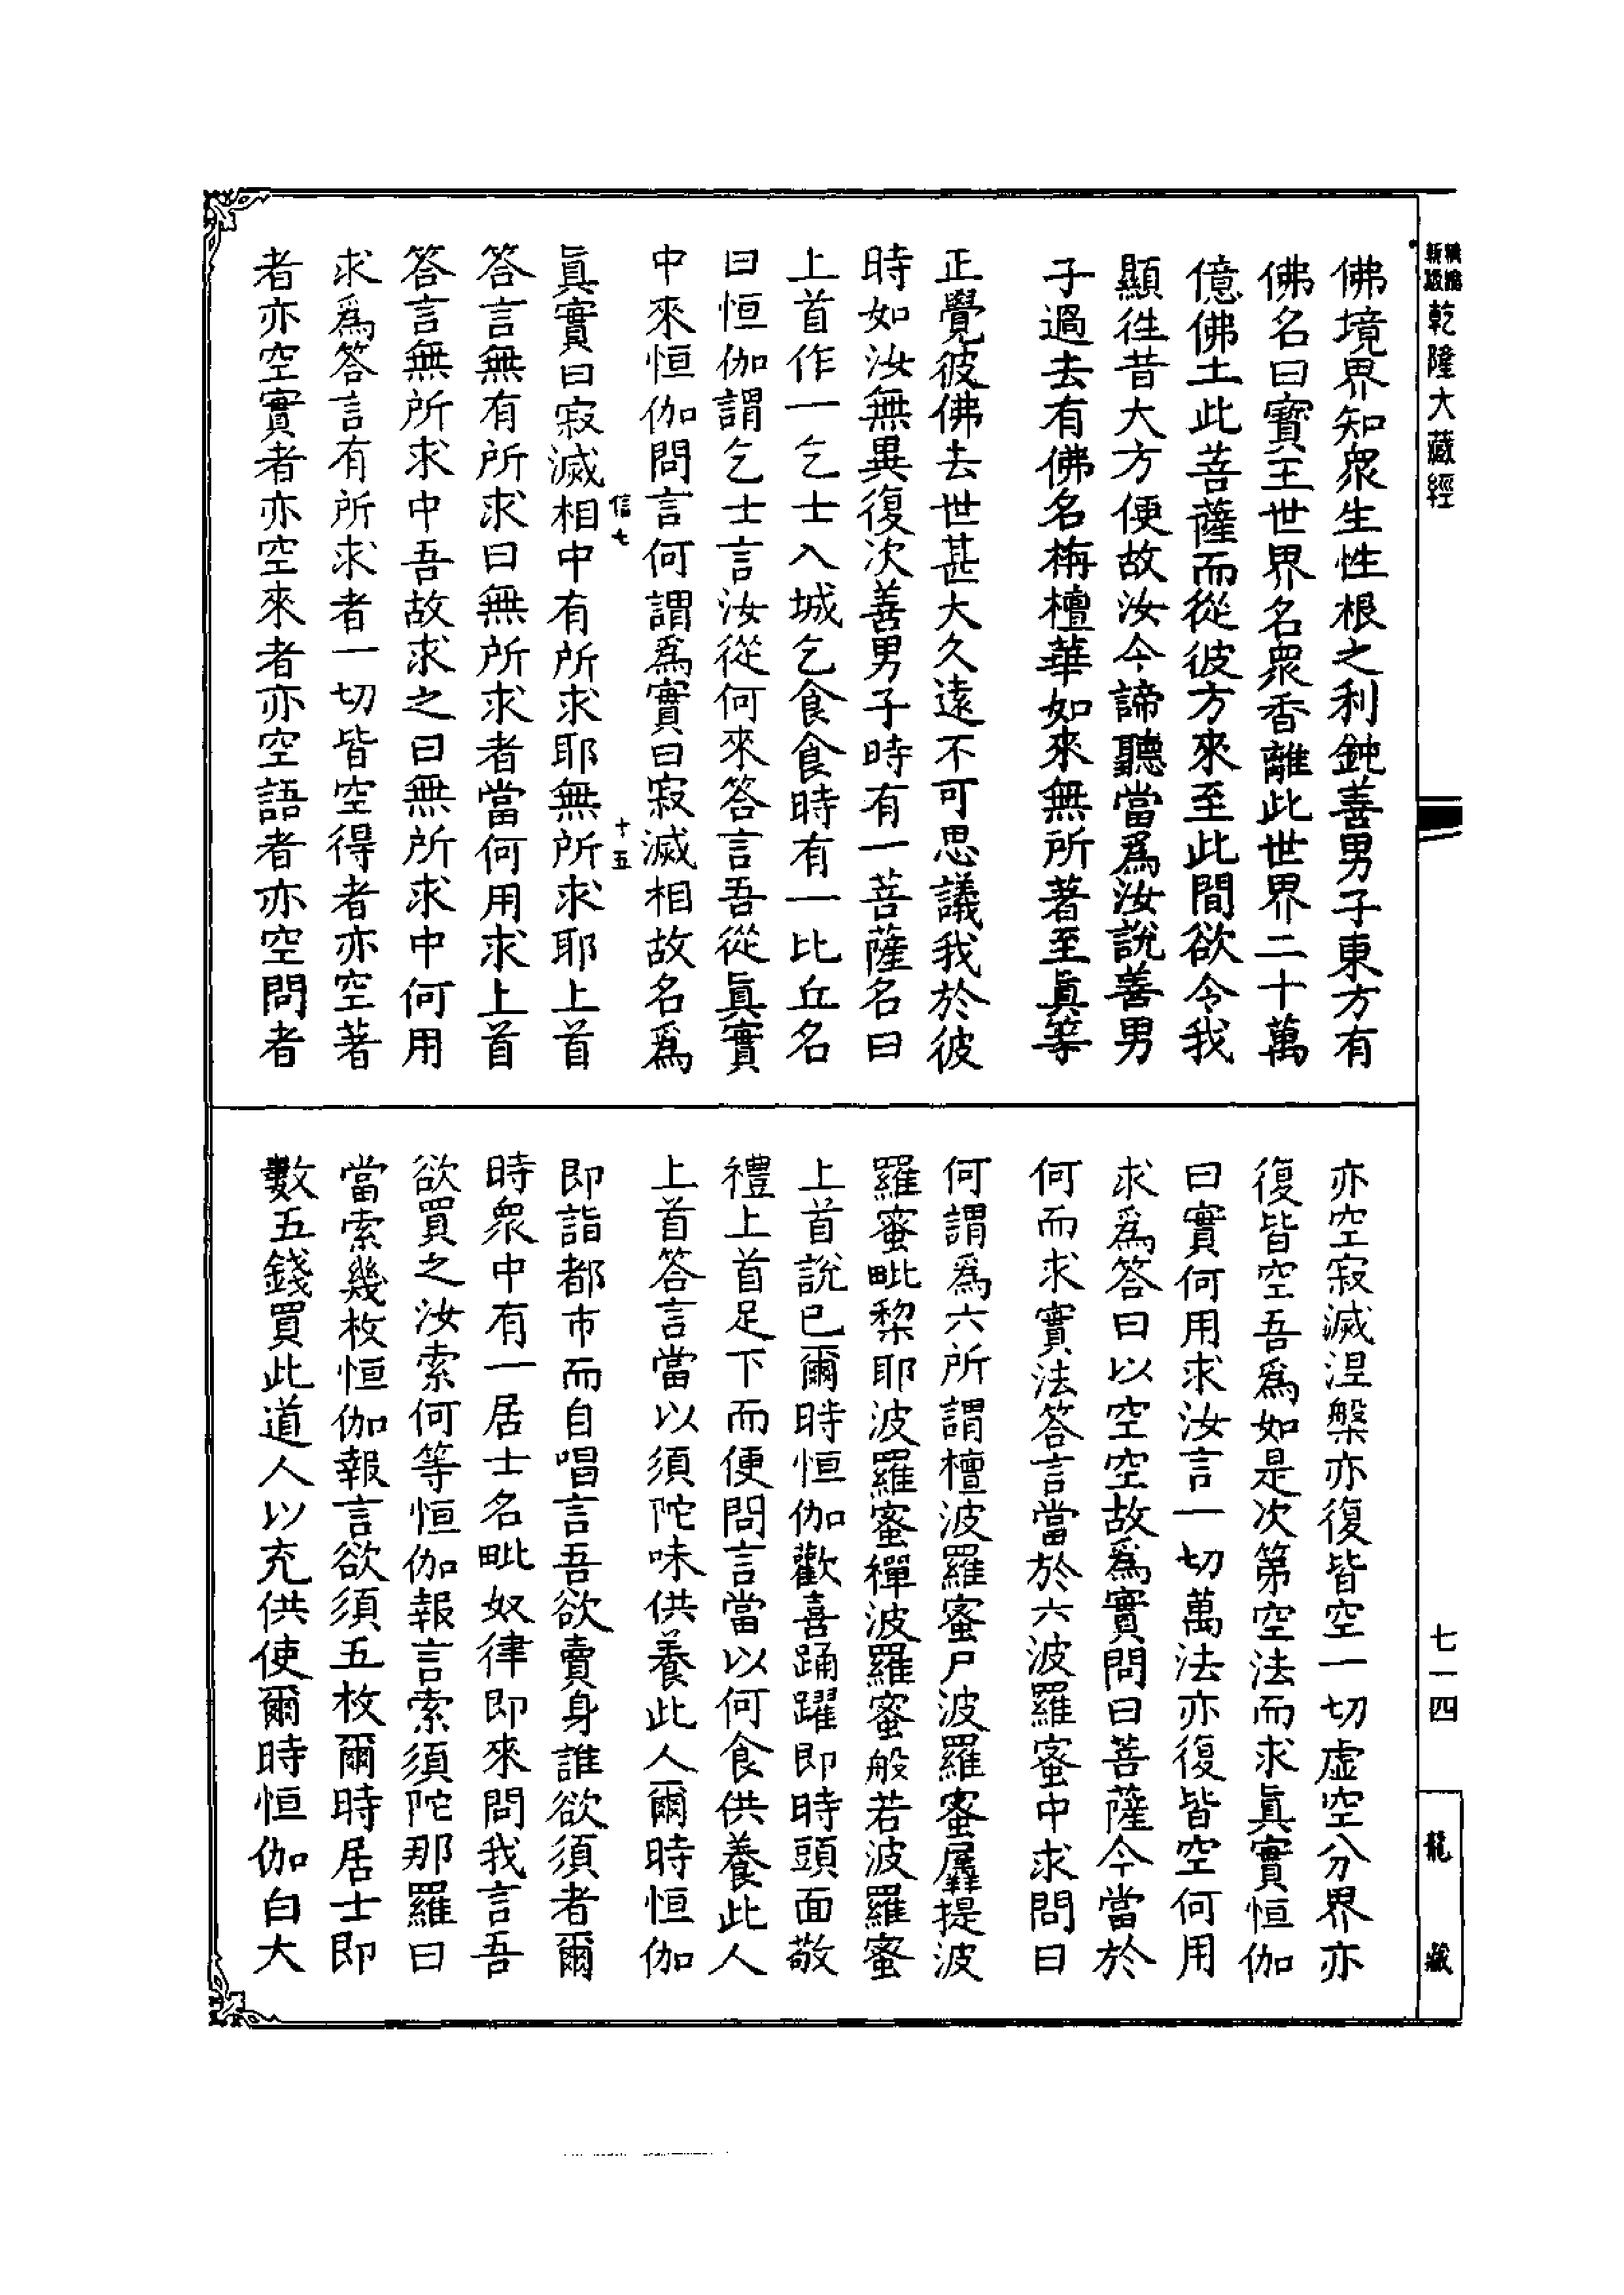 乾隆大藏經
佛境界知衆生性根之利鈍善男子東方有
佛名曰寳王世界名衆香離此世界二十萬
億佛土此菩薩而從彼方來至此間欲令我
顯徃昔大方便故汝今諦聽當爲汝說善男
子過去有佛名栴檀華如來無所著至眞等
正覺彼佛去世甚大久遠不可思議我於彼
時如汝無異復次善男子時有一菩薩名曰
上首作一乞士入城乞食食時有一比丘名
曰恒伽謂乞士言汝從何來答言吾從眞實
中來恒伽問言何謂爲實曰寂滅相故名爲
信七 十五
眞實曰寂滅相中有所求耶無所求耶上首
答言無有所求曰無所求者當何用求上首
答言無所求中吾故求之曰無所求中何用
求爲答言有所求者一切皆空得者亦空著
者亦空實者亦空來者亦空語者亦空問者
亦空寂滅涅槃亦復皆空一切虛空分界亦
復皆空吾爲如是次第空法而求眞實恒伽
曰實何用求汝言一切萬法亦復皆空何用
求爲答曰以空空故爲實問曰菩薩今當於
何而求實法答言當於六波羅蜜中求問曰
何謂爲六所謂檀波羅蜜尸波羅蜜羼提波
羅蜜毗棃耶波羅蜜禪波羅蜜般若波羅蜜
上首說已爾時恒伽歡喜踊躍即時頭面敬
禮上首足下而便問言當以何食供養此人
上首答言當以須陀味供養此人爾時恒伽
即詣都市而自唱言吾欲賣身誰欲須者爾
時衆中有一居士名毗奴律即來問我言吾
欲買之汝索何等恒伽報言索須陀那羅曰
當索幾枚恒伽報言欲須五枚爾時居士即
數五錢買此道人以充供使爾時恒伽白大
七一四
龍藏